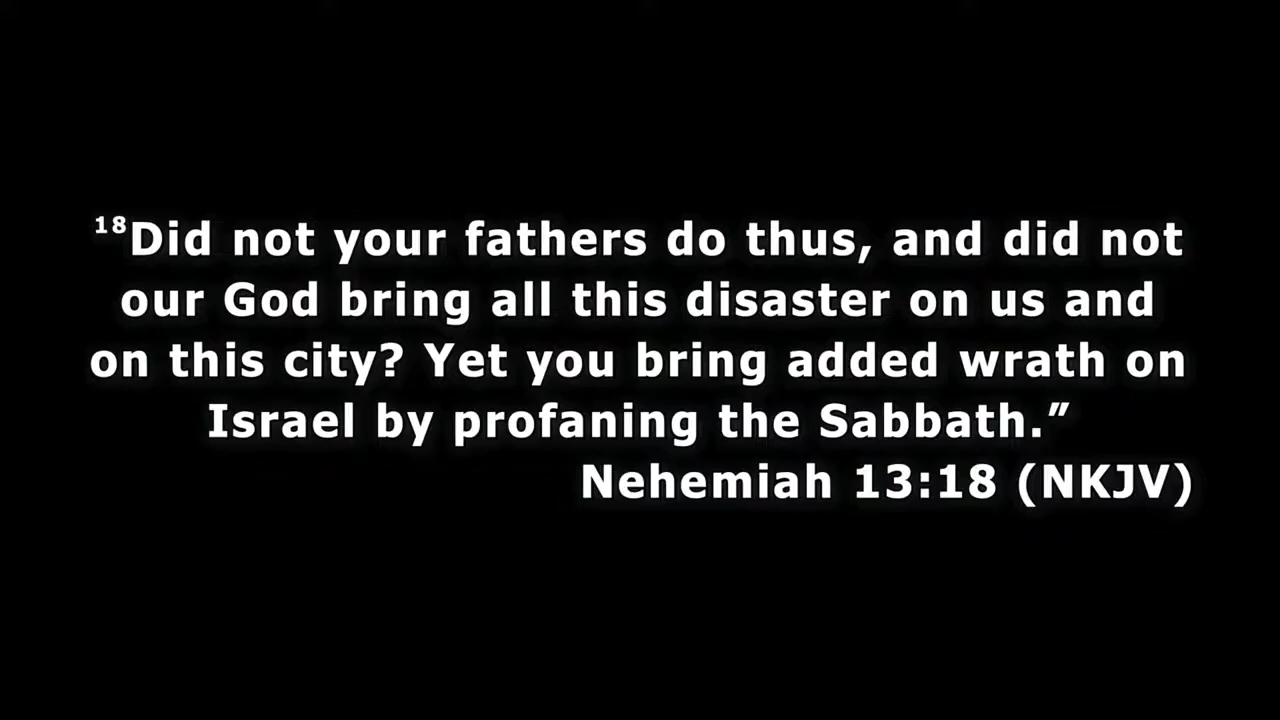 ¹⁸Did not your fathers do thus, and did not
our God bring all this disaster on us and
on this city? Yet you bring added wrath on
Israel by profaning the Sabbath.”
Nehemiah 13:18 (NKJV)